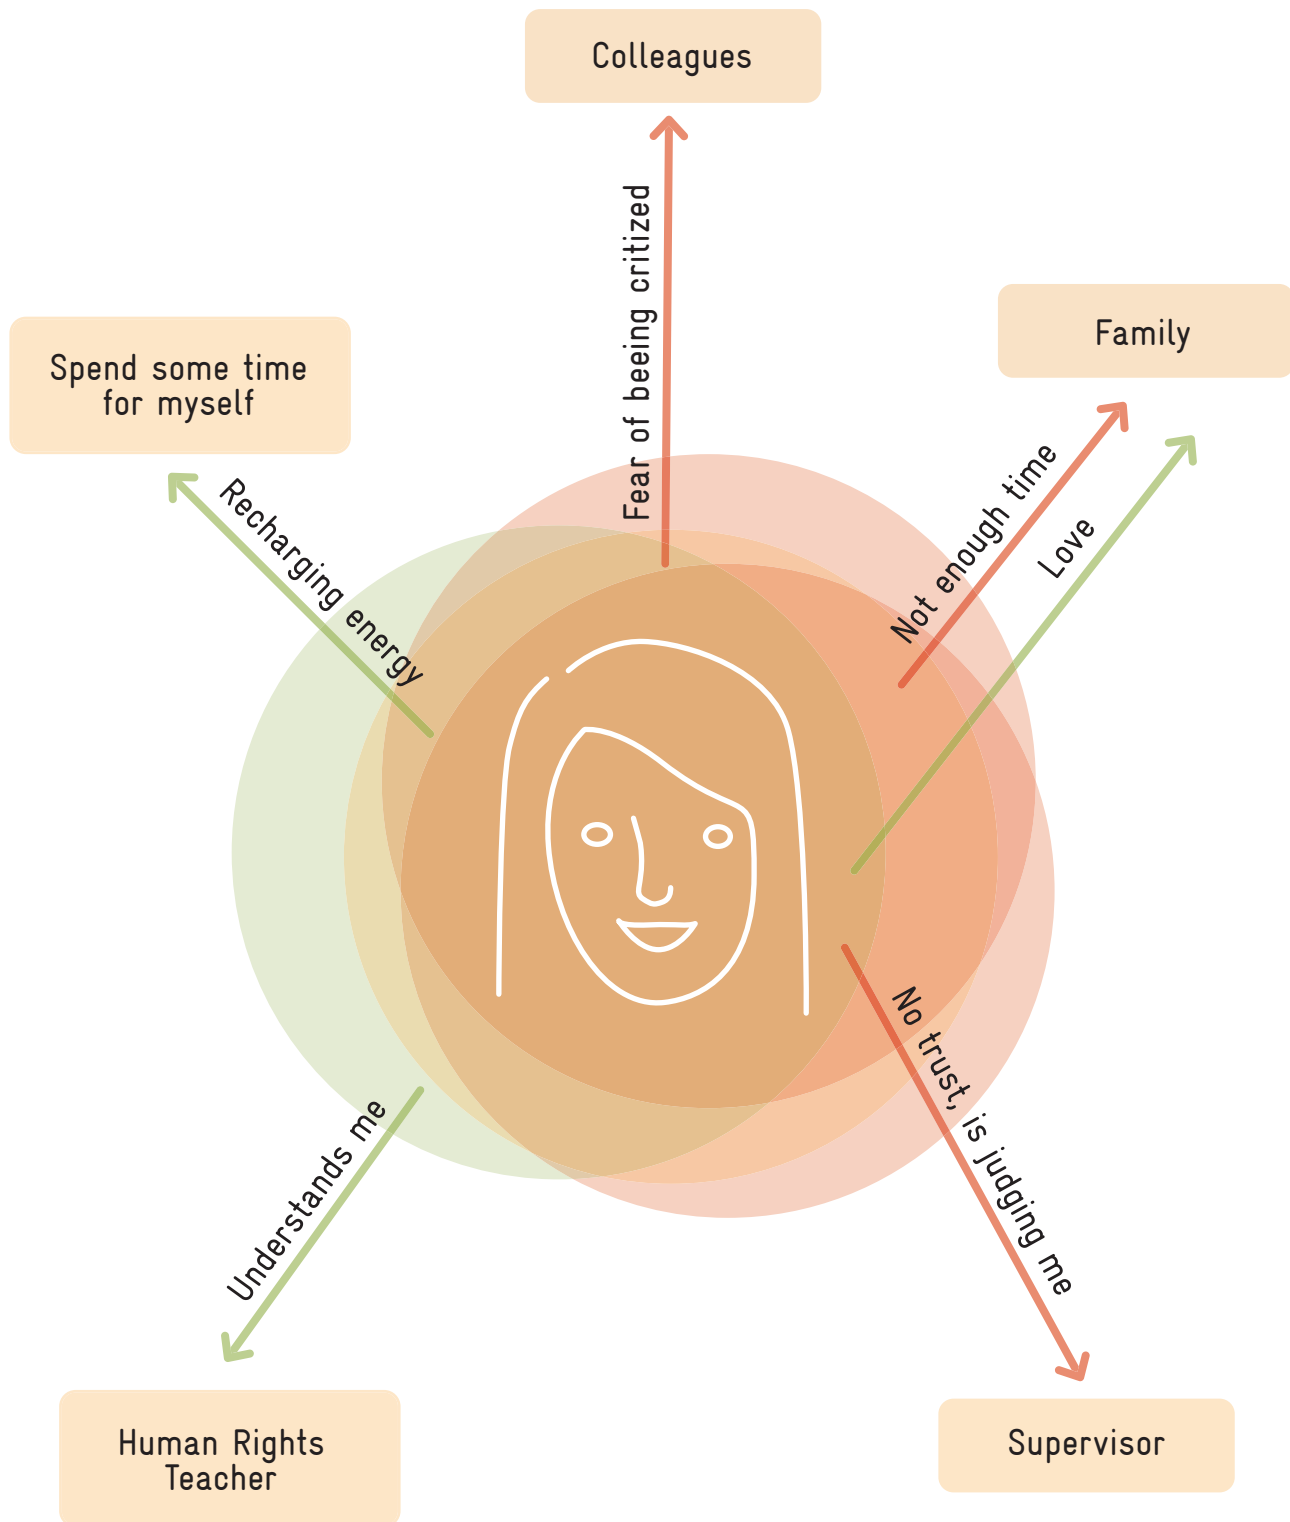 Colleagues
Fear of beeing critized
Family
Spend some time
for myself
Recharging energy
Not enough time
Love
Understands me
No trust, is judging me
Human Rights
Teacher
Supervisor